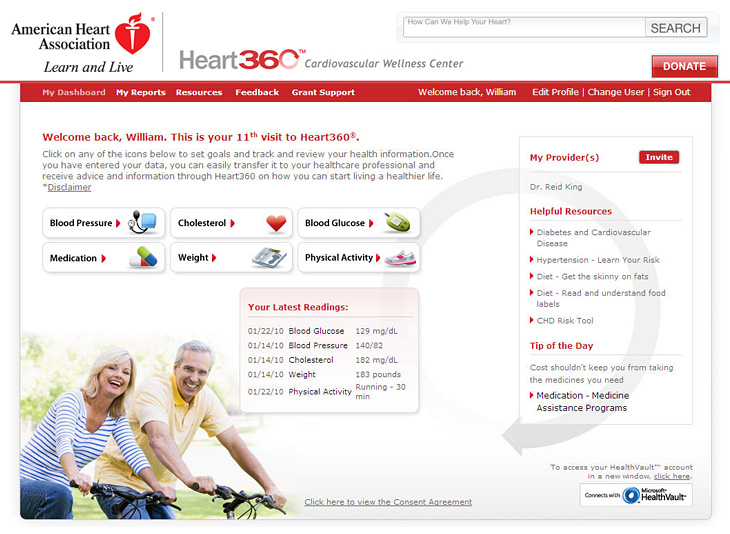 American Heart
Association
®
Learn and Live
Heart360™ Cardiovascular Wellness Center
How Can We Help Your Heart?
SEARCH
DONATE
My Dashboard My Reports Resources Feedback Grant Support
Welcome back, William Edit Profile | Change User | Sign Out
Welcome back, William. This is your 11th visit to Heart360®.
Click on any of the icons below to set goals and track and review your health information.Once
you have entered your data, you can easily transfer it to your healthcare professional and
receive advice and information through Heart360 on how you can start living a healthier life.
*Disclaimer
Blood Pressure Cholesterol Blood Glucose
Medication Weight Physical Activity
Your Latest Readings:
01/22/10 Blood Glucose 129 mg/dL
01/14/10 Blood Pressure 140/82
01/14/10 Cholesterol 182 mg/dL
01/14/10 Weight 183 pounds
01/22/10 Physical Activity Running - 30
min
My Provider(s) Invite
Dr. Reid King
Helpful Resources
Diabetes and Cardiovascular
Disease
Hypertension - Learn Your Risk
Diet - Get the skinny on fats
Diet - Read and understand food
labels
CHD Risk Tool
Tip of the Day
Cost shouldn't keep you from taking
the medicines you need
Medication - Medicine
Assistance Programs
To access your HealthVault™ account
in a new window, click here.
Click here to view the Consent Agreement
Connects with Microsoft® HealthVault™